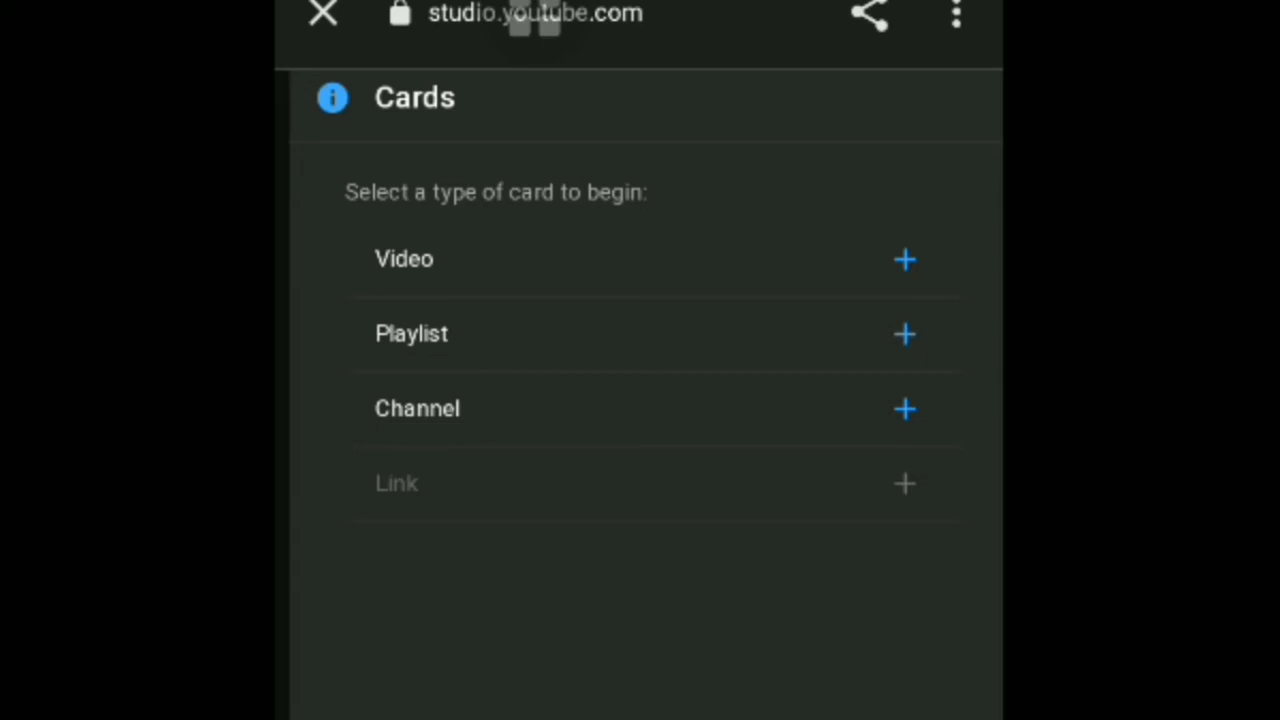 studio.youtube.com
Cards
Select a type of card to begin:
Video
Playlist
Channel
Link